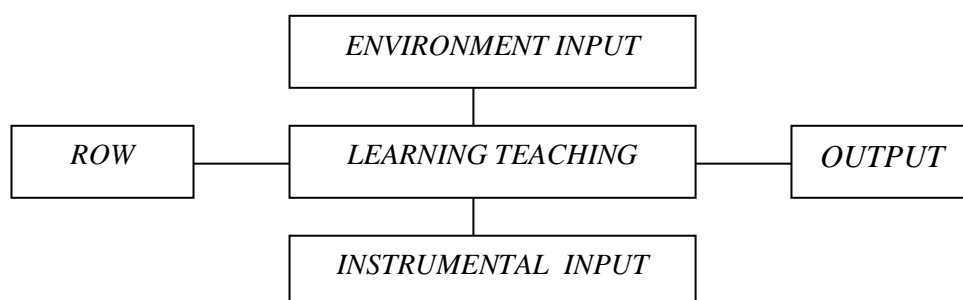 ENVIRONMENT INPUT
ROW
LEARNING TEACHING
OUTPUT
INSTRUMENTAL INPUT